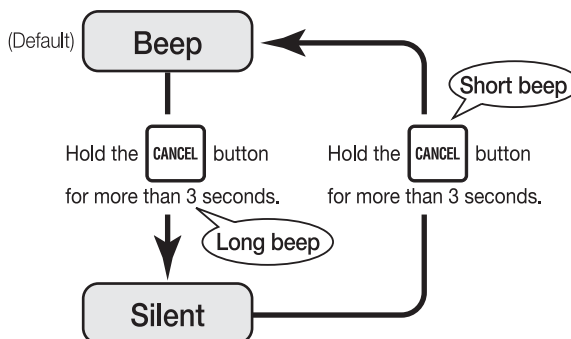 (Default) Beep
Short beep
Hold the CANCEL button
for more than 3 seconds.
Long beep
Hold the CANCEL button
for more than 3 seconds.
Silent